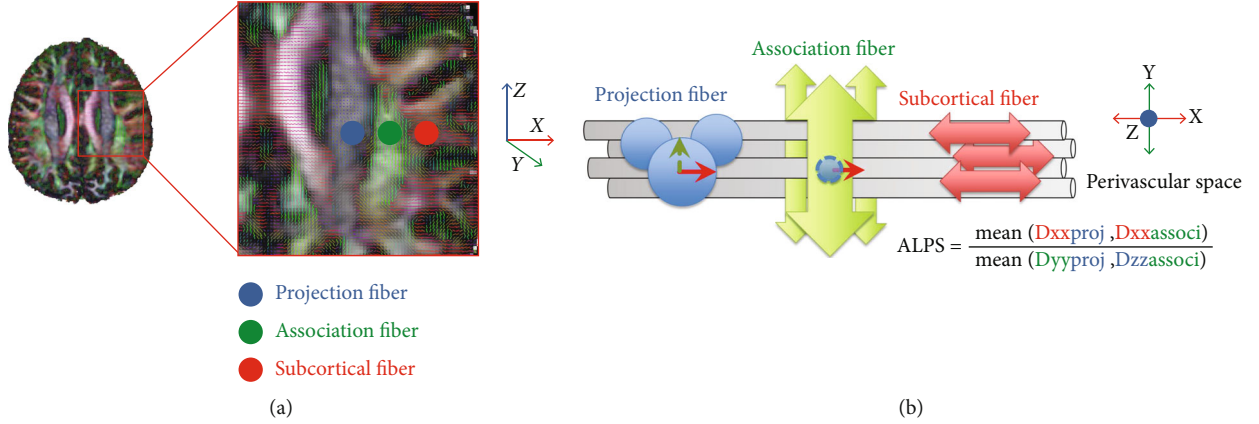 Z
X
Y
Projection fiber
Association fiber
Subcortical fiber
(a)
Association fiber
Projection fiber
Subcortical fiber
Y
X
Z
Perivascular space
ALPS = mean (Dxxproj ,Dxxassoci)
mean (Dyyproj ,Dzzassoci)
(b)